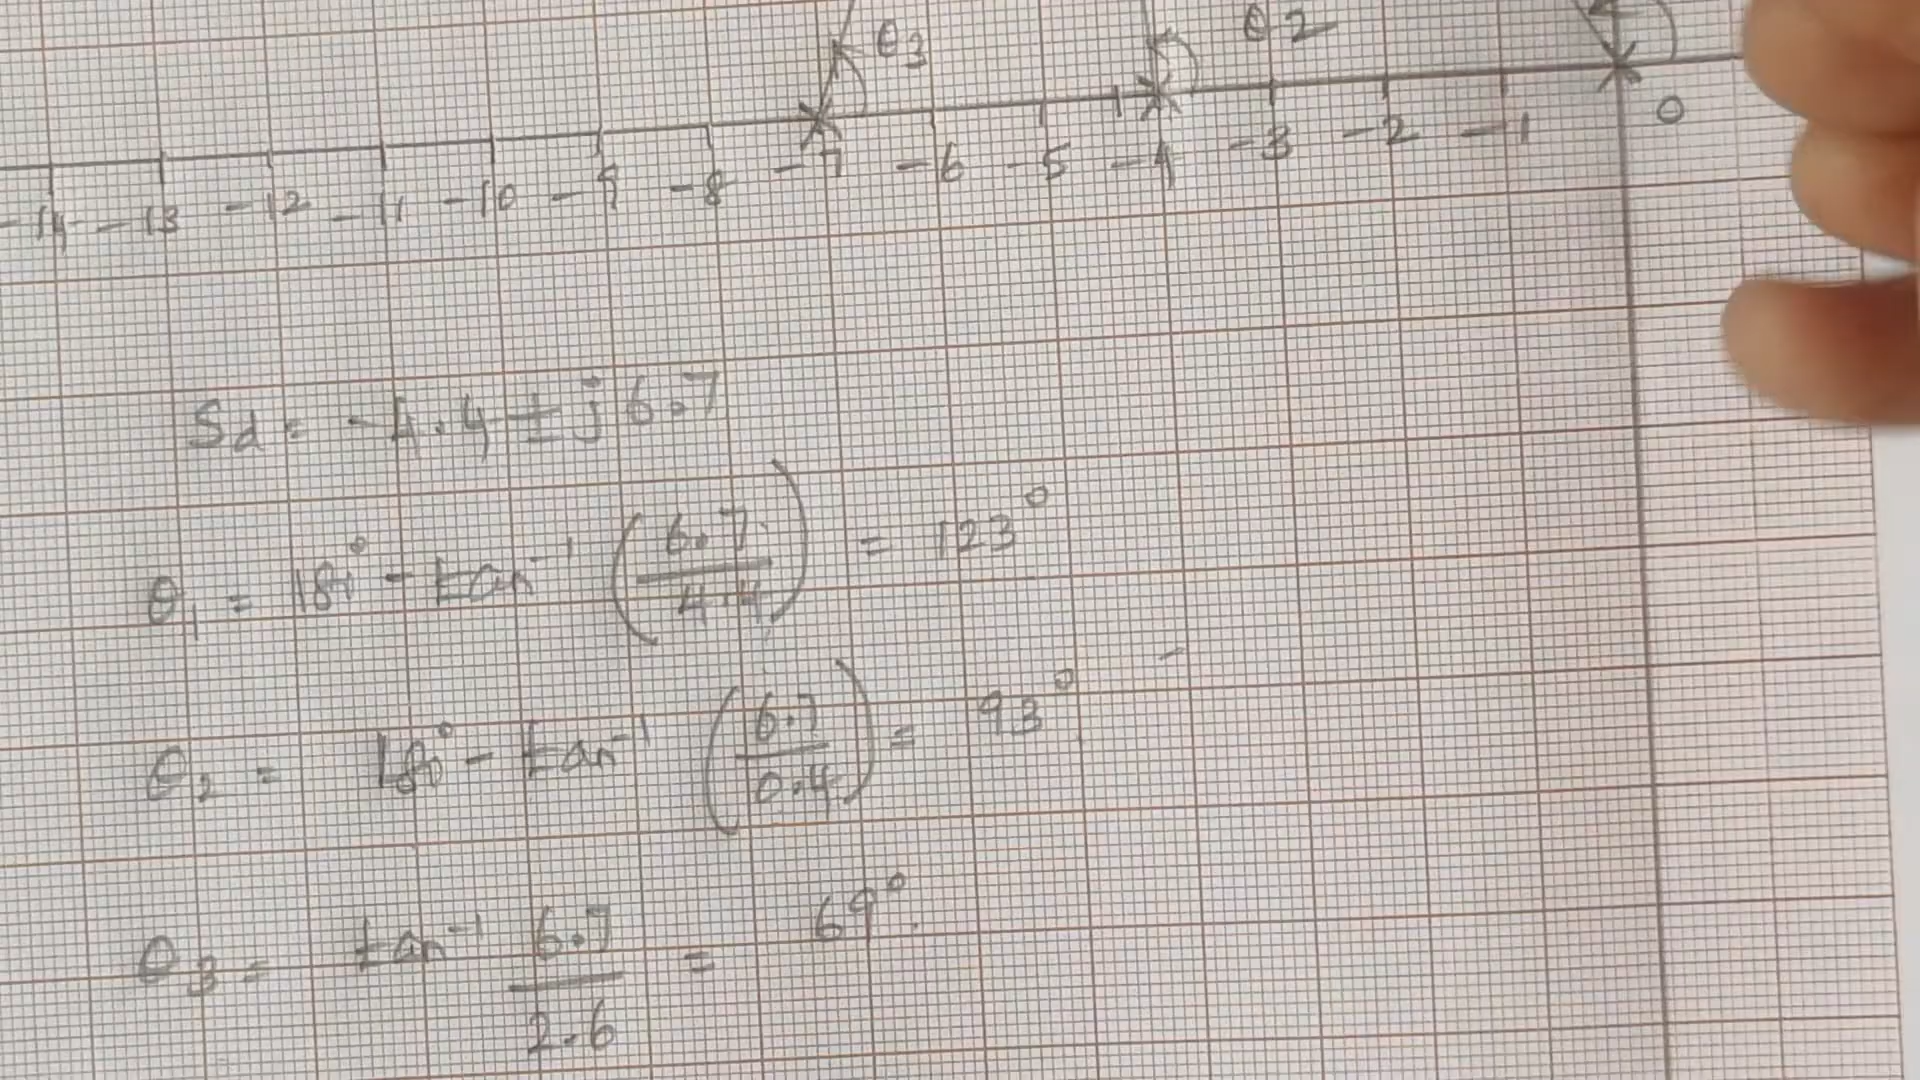 θ3 θ2
-14 -13 -12 -11 -10 -9 -8 -7 -6 -5 -4 -3 -2 -1 0
Sd = -4.4 ± j6.7
θ1 = 180° - tan⁻¹ (6.7/4.4) = 123°
θ2 = 180° - tan⁻¹ (6.7/0.4) = 93°
θ3 = tan⁻¹ 6.7/2.6 = 69°.